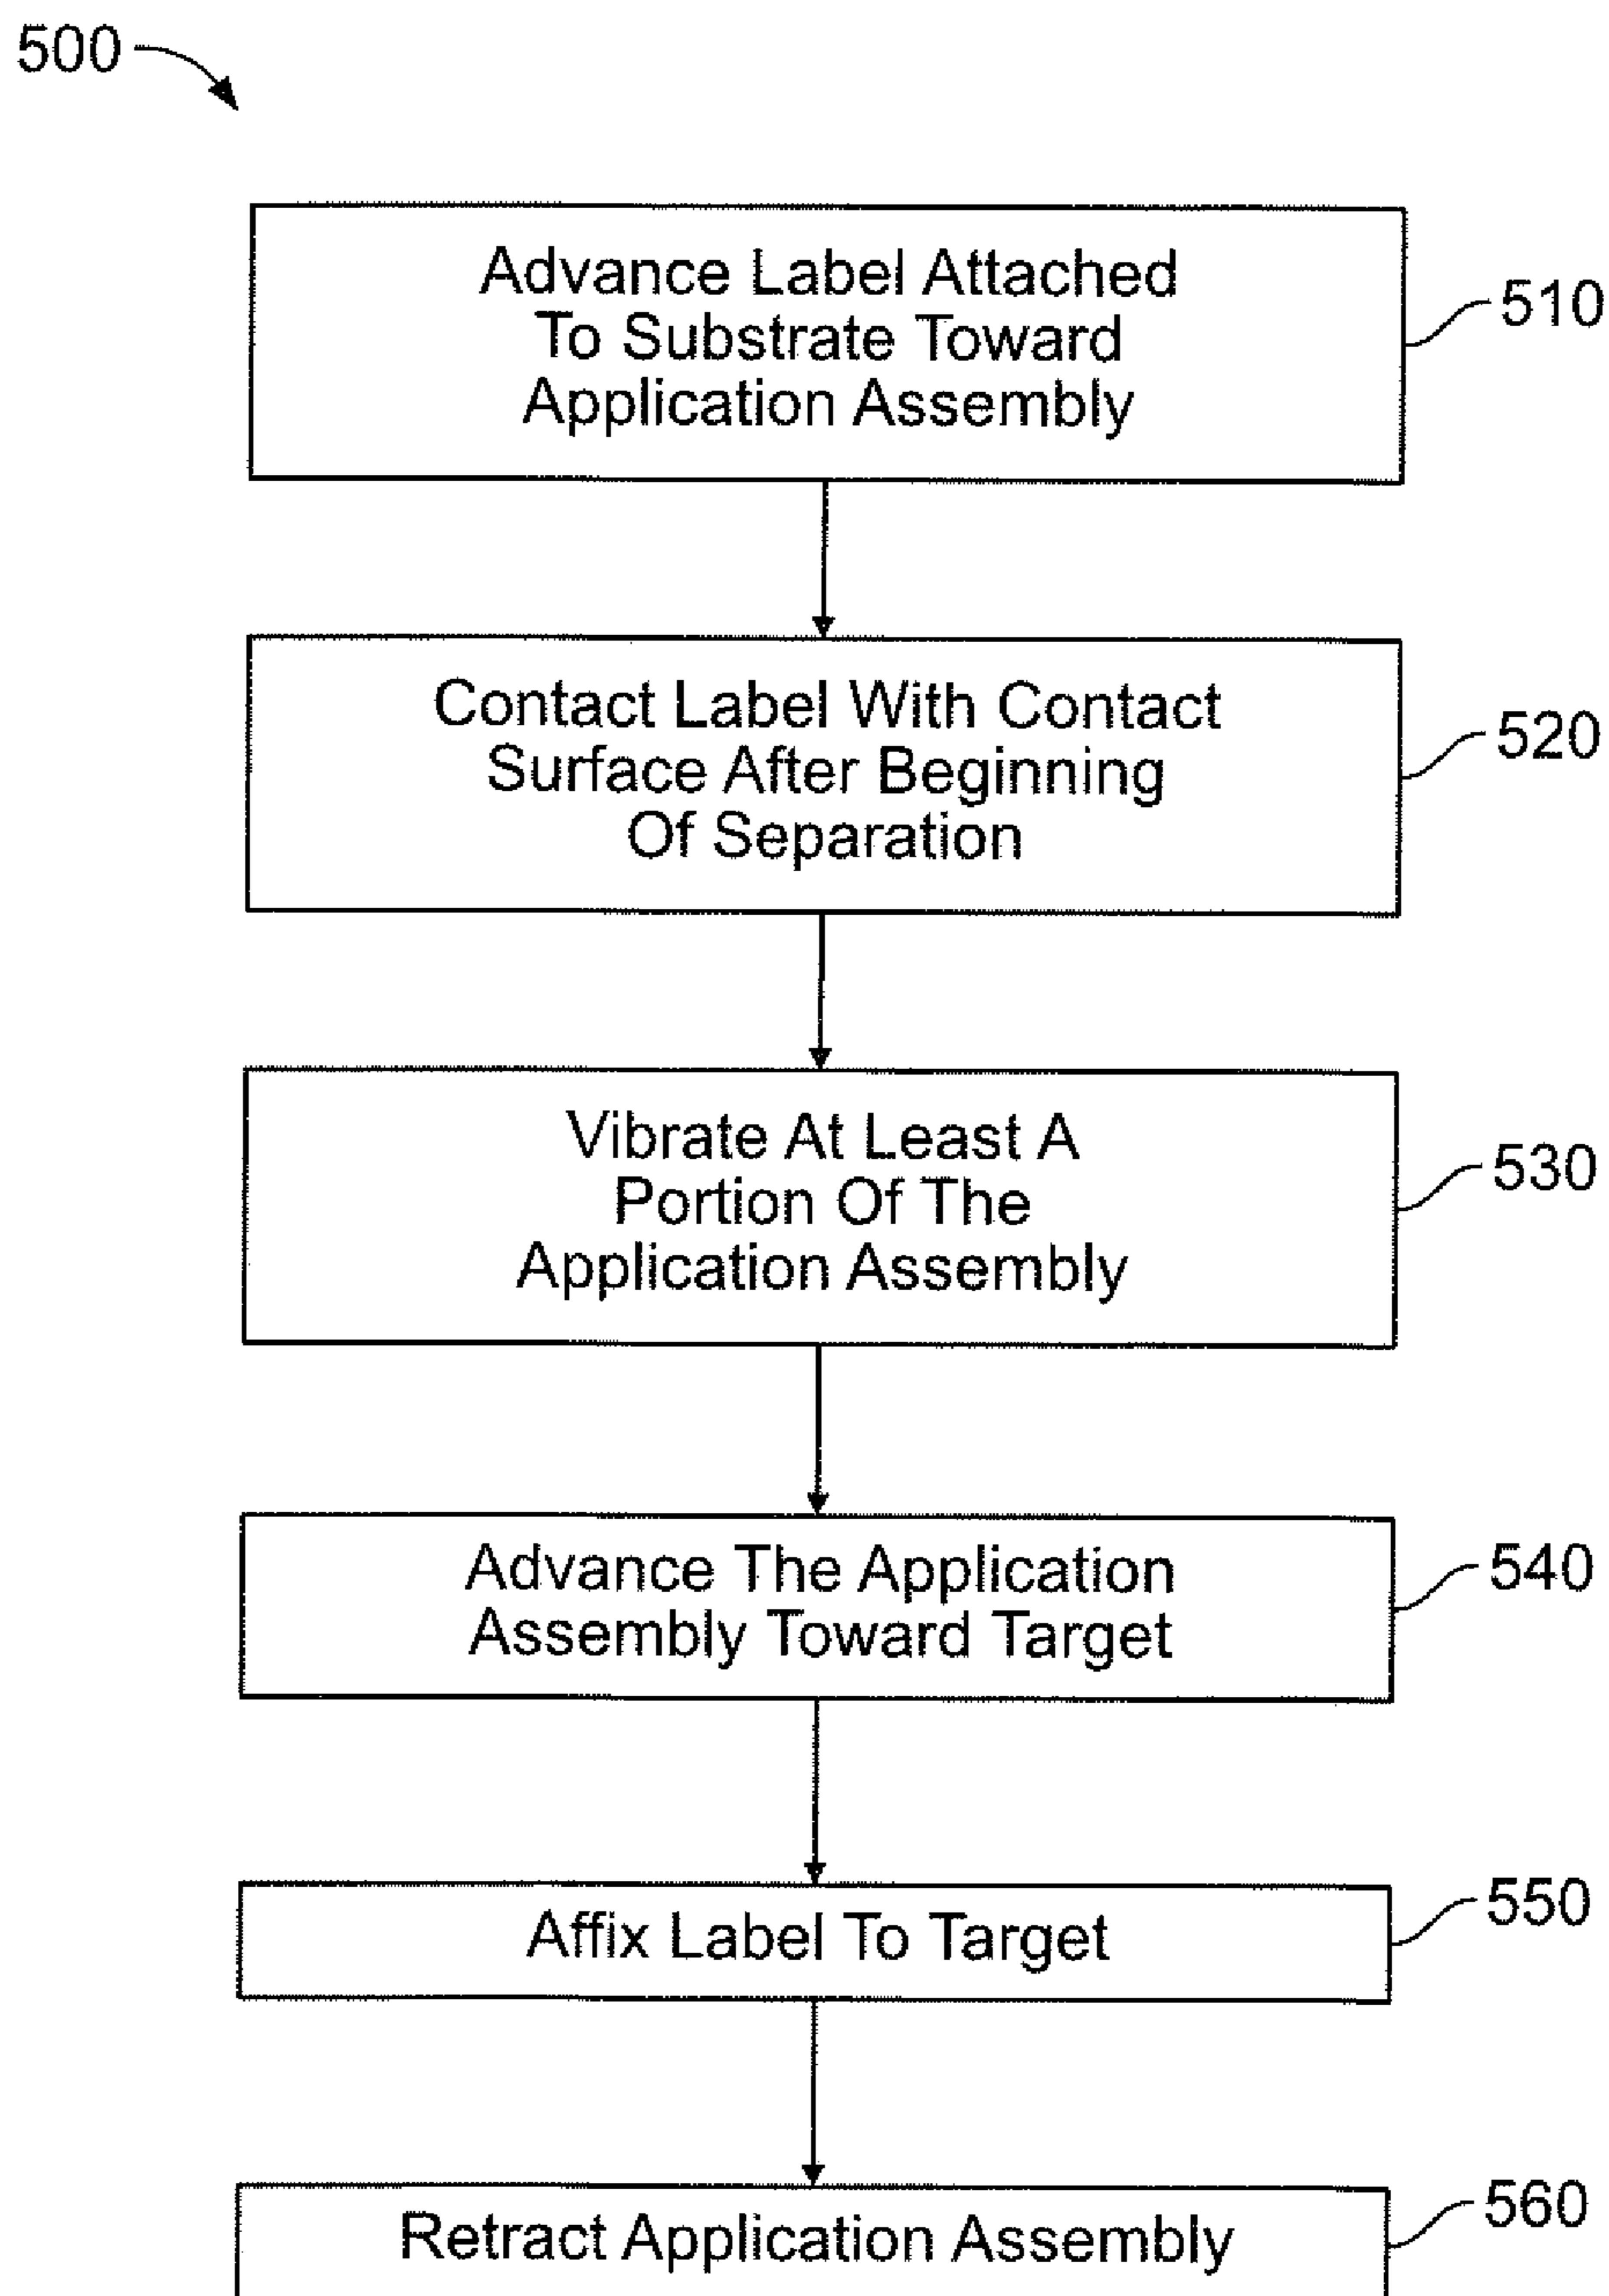 500
Advance Label Attached
To Substrate Toward
Application Assembly
510
Contact Label With Contact
Surface After Beginning
Of Separation
520
Vibrate At Least A
Portion Of The
Application Assembly
530
Advance The Application
Assembly Toward Target
540
Affix Label To Target
550
Retract Application Assembly
560